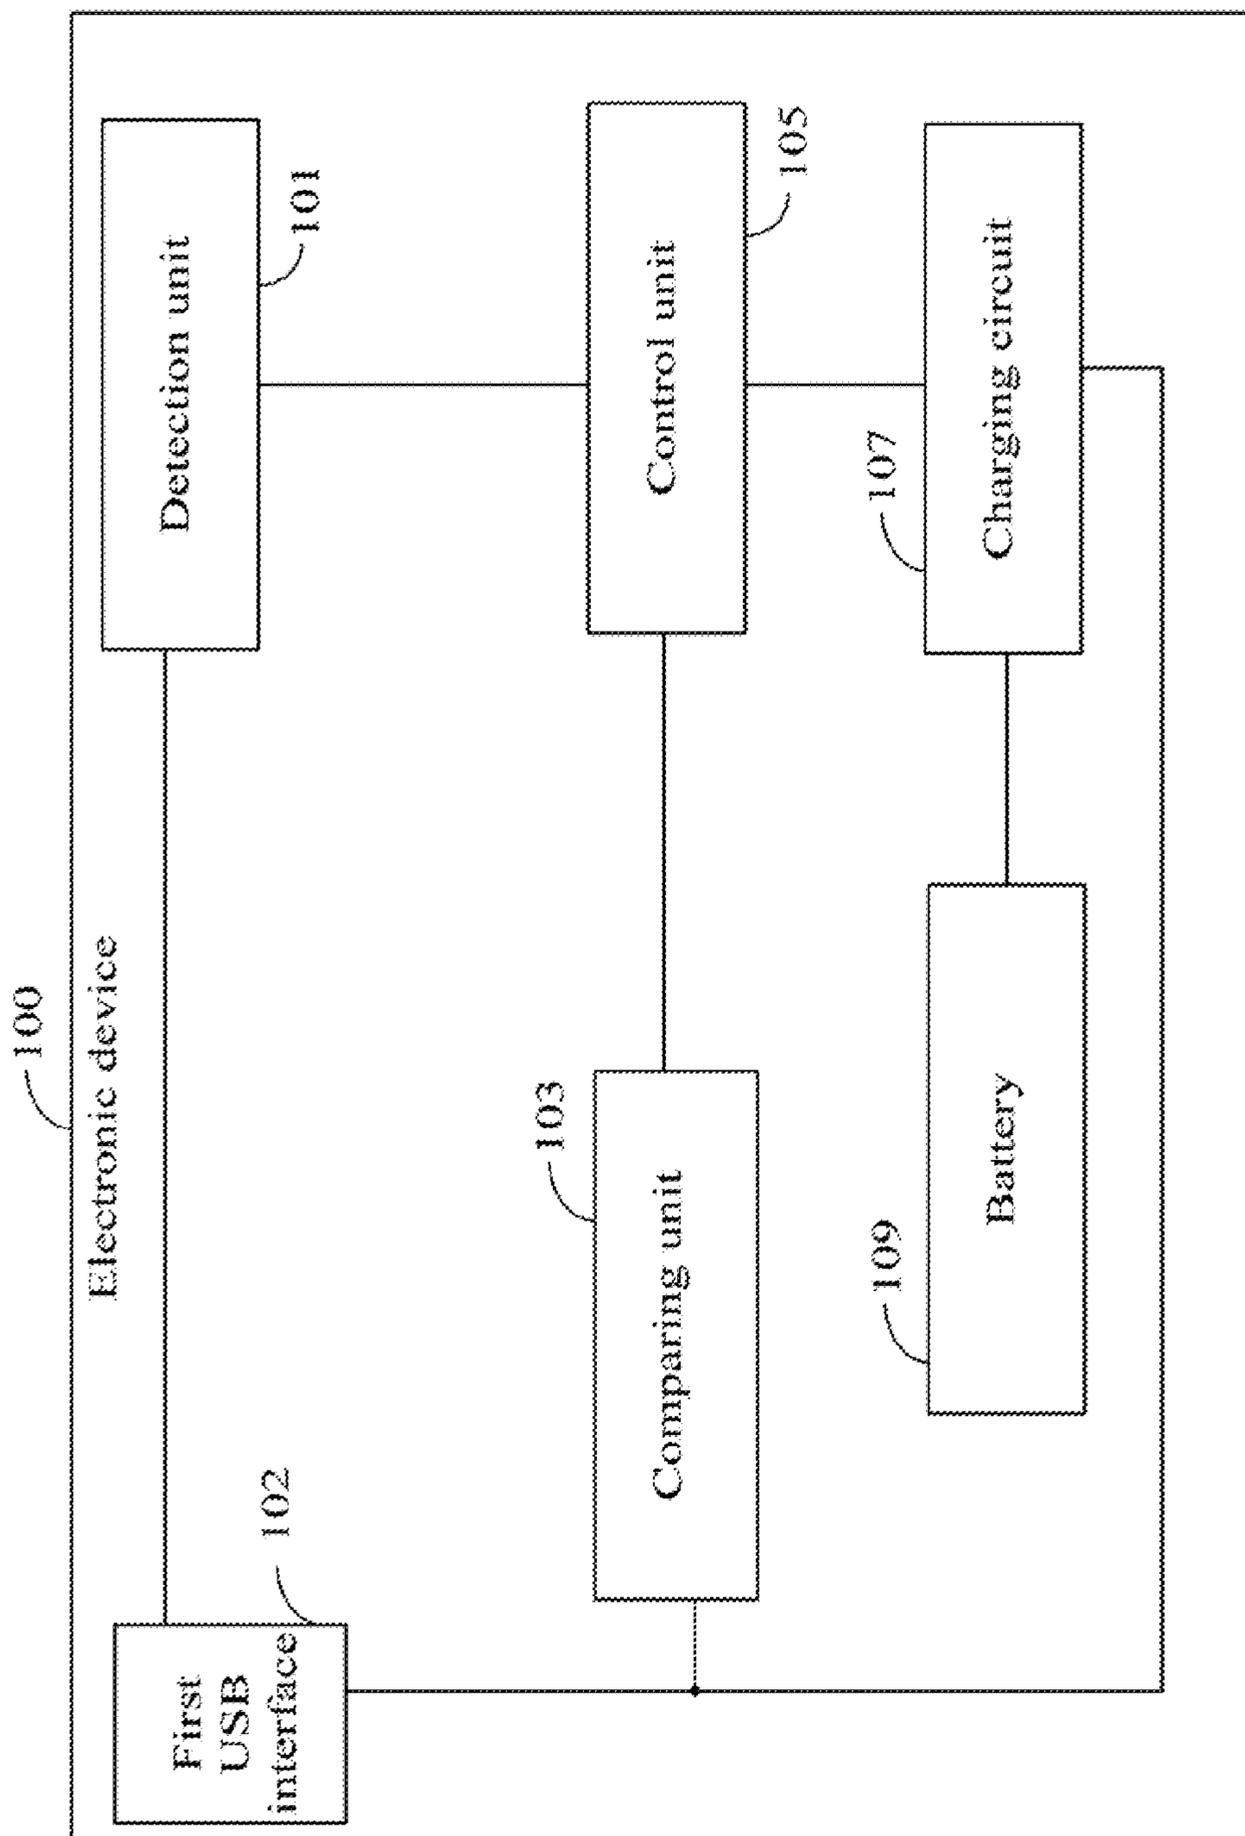 100
Electronic device
First
USB
interface
102
Detection unit
101
Comparing unit
103
Control unit
105
Battery
109
Charging circuit
107